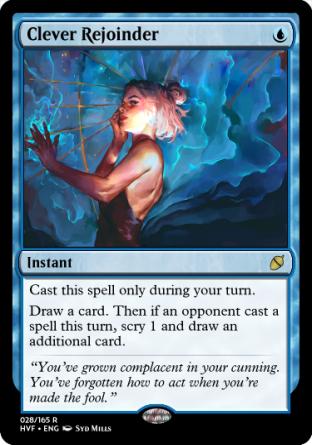 Clever Rejoinder
Instant
Cast this spell only during your turn.
Draw a card. Then if an opponent cast a
spell this turn, scry 1 and draw an
additional card.
“You’ve grown complacent in your cunning.
You’ve forgotten how to act when you’re
made the fool.”
028/165 R
HVF • ENG Syd Mills